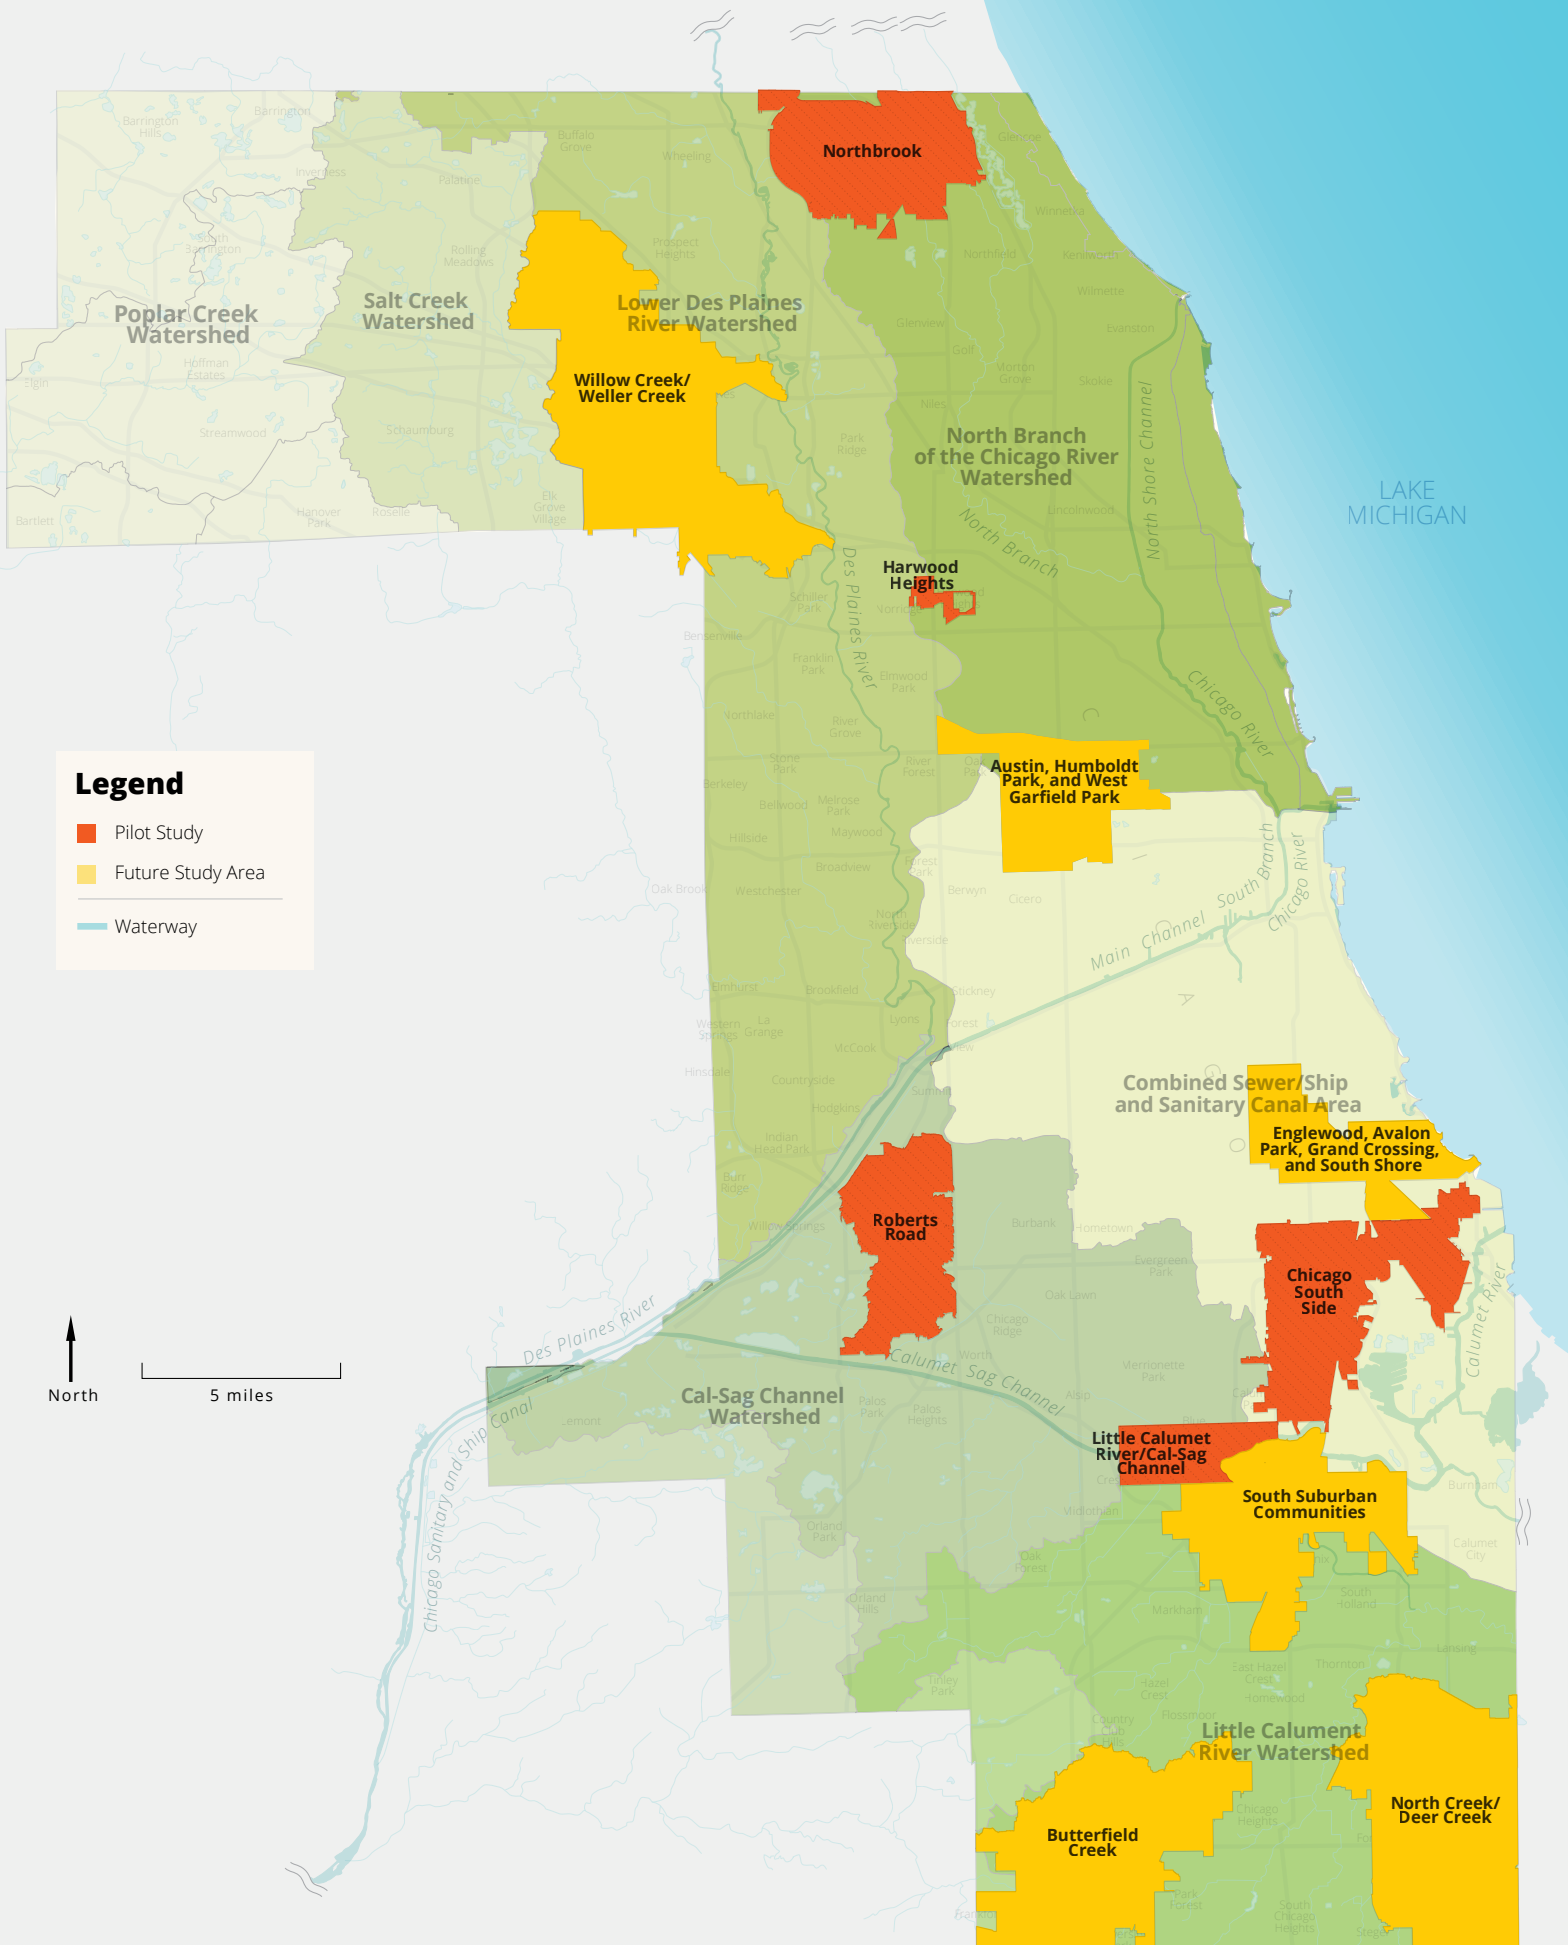 Northbrook
Barrington
Hills
Barrington
Inverness
Palatine
Buffalo
Grove
Wheeling
Glencoe
Winnetka
Northfield
Kenilworth
Wilmette
Evanston
South
Barrington
Rolling
Meadows
Prospect
Heights
Poplar Creek
Watershed
Salt Creek
Watershed
Lower Des Plaines
River Watershed
Glenview
Golf
Morton
Grove
Skokie
Niles
Hoffman
Estates
Elgin
Streamwood
Schaumburg
Willow Creek/
Weller Creek
Park
Ridge
North Branch
of the Chicago River
Watershed
North Shore Channel
LAKE
MICHIGAN
Bartlett
Hanover
Park
Roselle
Elk
Grove
Village
Lincolnwood
North Branch
Des Plaines River
Harwood
Heights
Schiller
Park
Norridge
Bensenville
Franklin
Park
Elmwood
Park
Chicago River
Northlake
River
Grove
Stone
Park
River
Forest
Oak
Park
Berkeley
Bellwood
Melrose
Park
Maywood
Hillside
Broadview
Forest
Park
Austin, Humboldt
Park, and West
Garfield Park
C
H
I
C
A
G
O
Legend
Pilot Study
Future Study Area
Waterway
Oak Brook
Westchester
Berwyn
Cicero
North
Riverside
Riverside
Main Channel South Branch
Chicago River
Elmhurst
Brookfield
Stickney
Western
Springs
La
Grange
Lyons
Forest
View
McCook
Hinsdale
Countryside
Hodgkins
Summit
Combined Sewer/Ship
and Sanitary Canal Area
Englewood, Avalon
Park, Grand Crossing,
and South Shore
Indian
Head Park
Burr
Ridge
Willow Springs
Roberts
Road
Burbank
Hometown
Evergreen
Park
Oak Lawn
Chicago
Ridge
Chicago
South
Side
Calumet River
North
5 miles
Des Plaines River
Calumet Sag Channel
Worth
Merrionette
Park
Alsip
Palos
Park
Palos
Heights
Cal-Sag Channel
Watershed
Lemont
Chicago Sanitary and Ship Canal
Blue
Little Calumet
River/Cal-Sag
Channel
South Suburban
Communities
Midlothian
Burnham
Calumet
City
Orland
Park
Oak
Forest
Orland
Hills
Markham
South
Holland
Lansing
Tinley
Park
Hazel
Crest
East Hazel
Crest
Thornton
Homewood
Country
Club
Hills
Flossmoor
Little Calument
River Watershed
Chicago
Heights
North Creek/
Deer Creek
Butterfield
Creek
Park
Forest
South
Chicago
Heights
Steger